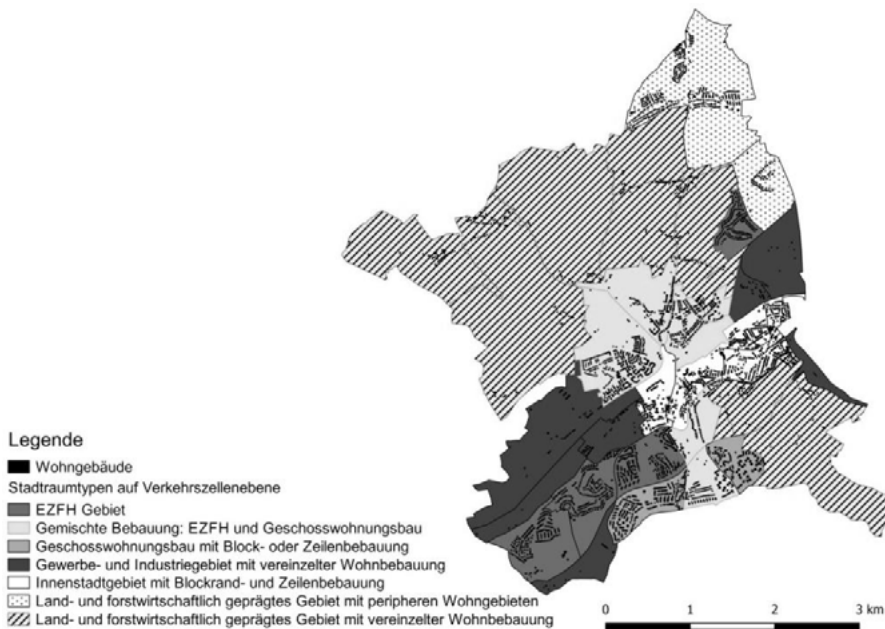 Legende
Wohngebäude
Stadtraumtypen auf Verkehrszellenebene
EZFH Gebiet
Gemischte Bebauung: EZFH und Geschosswohnungsbau
Geschosswohnungsbau mit Block- oder Zeilenbebauung
Gewerbe- und Industriegebiet mit vereinzelter Wohnbebauung
Innenstadtgebiet mit Blockrand- und Zeilenbebauung
Land- und forstwirtschaftlich geprägtes Gebiet mit peripheren Wohngebieten
Land- und forstwirtschaftlich geprägtes Gebiet mit vereinzelter Wohnbebauung
0 1 2 3 km